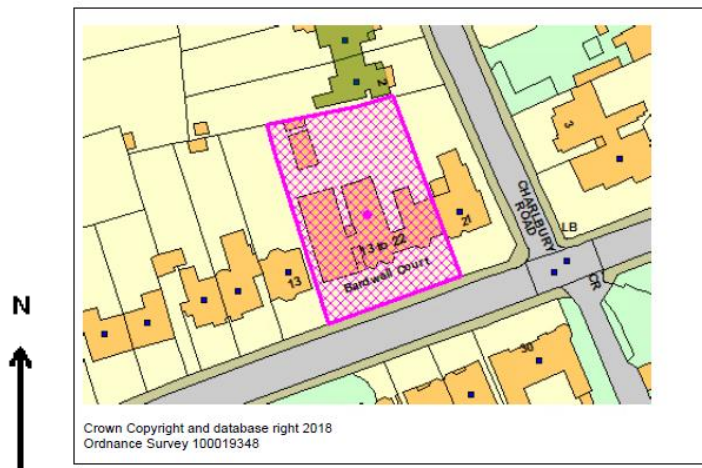 2
3
CHARLBURY
ROAD
LB
21
13 to 22
Bardwell Court
13
CR
30
N
Crown Copyright and database right 2018
Ordnance Survey 100019348